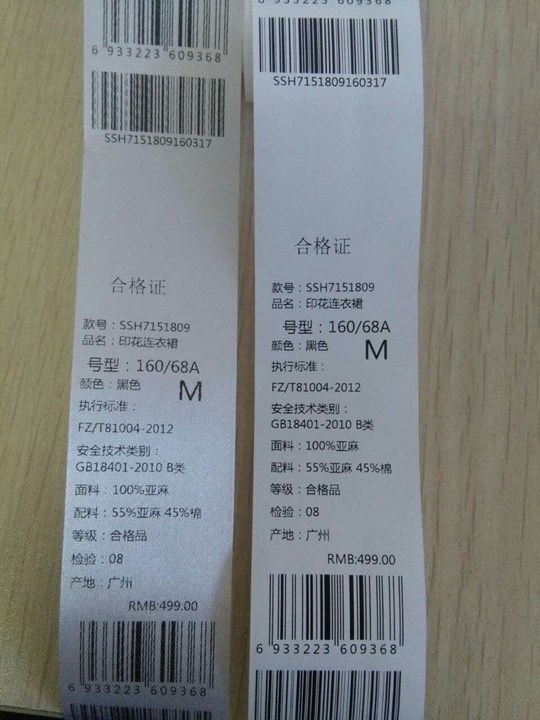 6 933223 609368
SSH7151809160317
合格证
款号：SSH7151809
品名：印花连衣裙
号型：160/68A
颜色：黑色
M
执行标准：
FZ/T81004-2012
安全技术类别：
GB18401-2010 B类
面料：100%亚麻
配料：55%亚麻 45%棉
等级：合格品
检验：08
产地：广州
RMB:499.00
6 933223 609368
6 933223 609368
SSH7151809160317
合格证
款号：SSH7151809
品名：印花连衣裙
号型：160/68A
颜色：黑色
M
执行标准：
FZ/T81004-2012
安全技术类别：
GB18401-2010 B类
面料：100%亚麻
配料：55%亚麻 45%棉
等级：合格品
检验：08
产地：广州
RMB:499.00
6 933223 609368